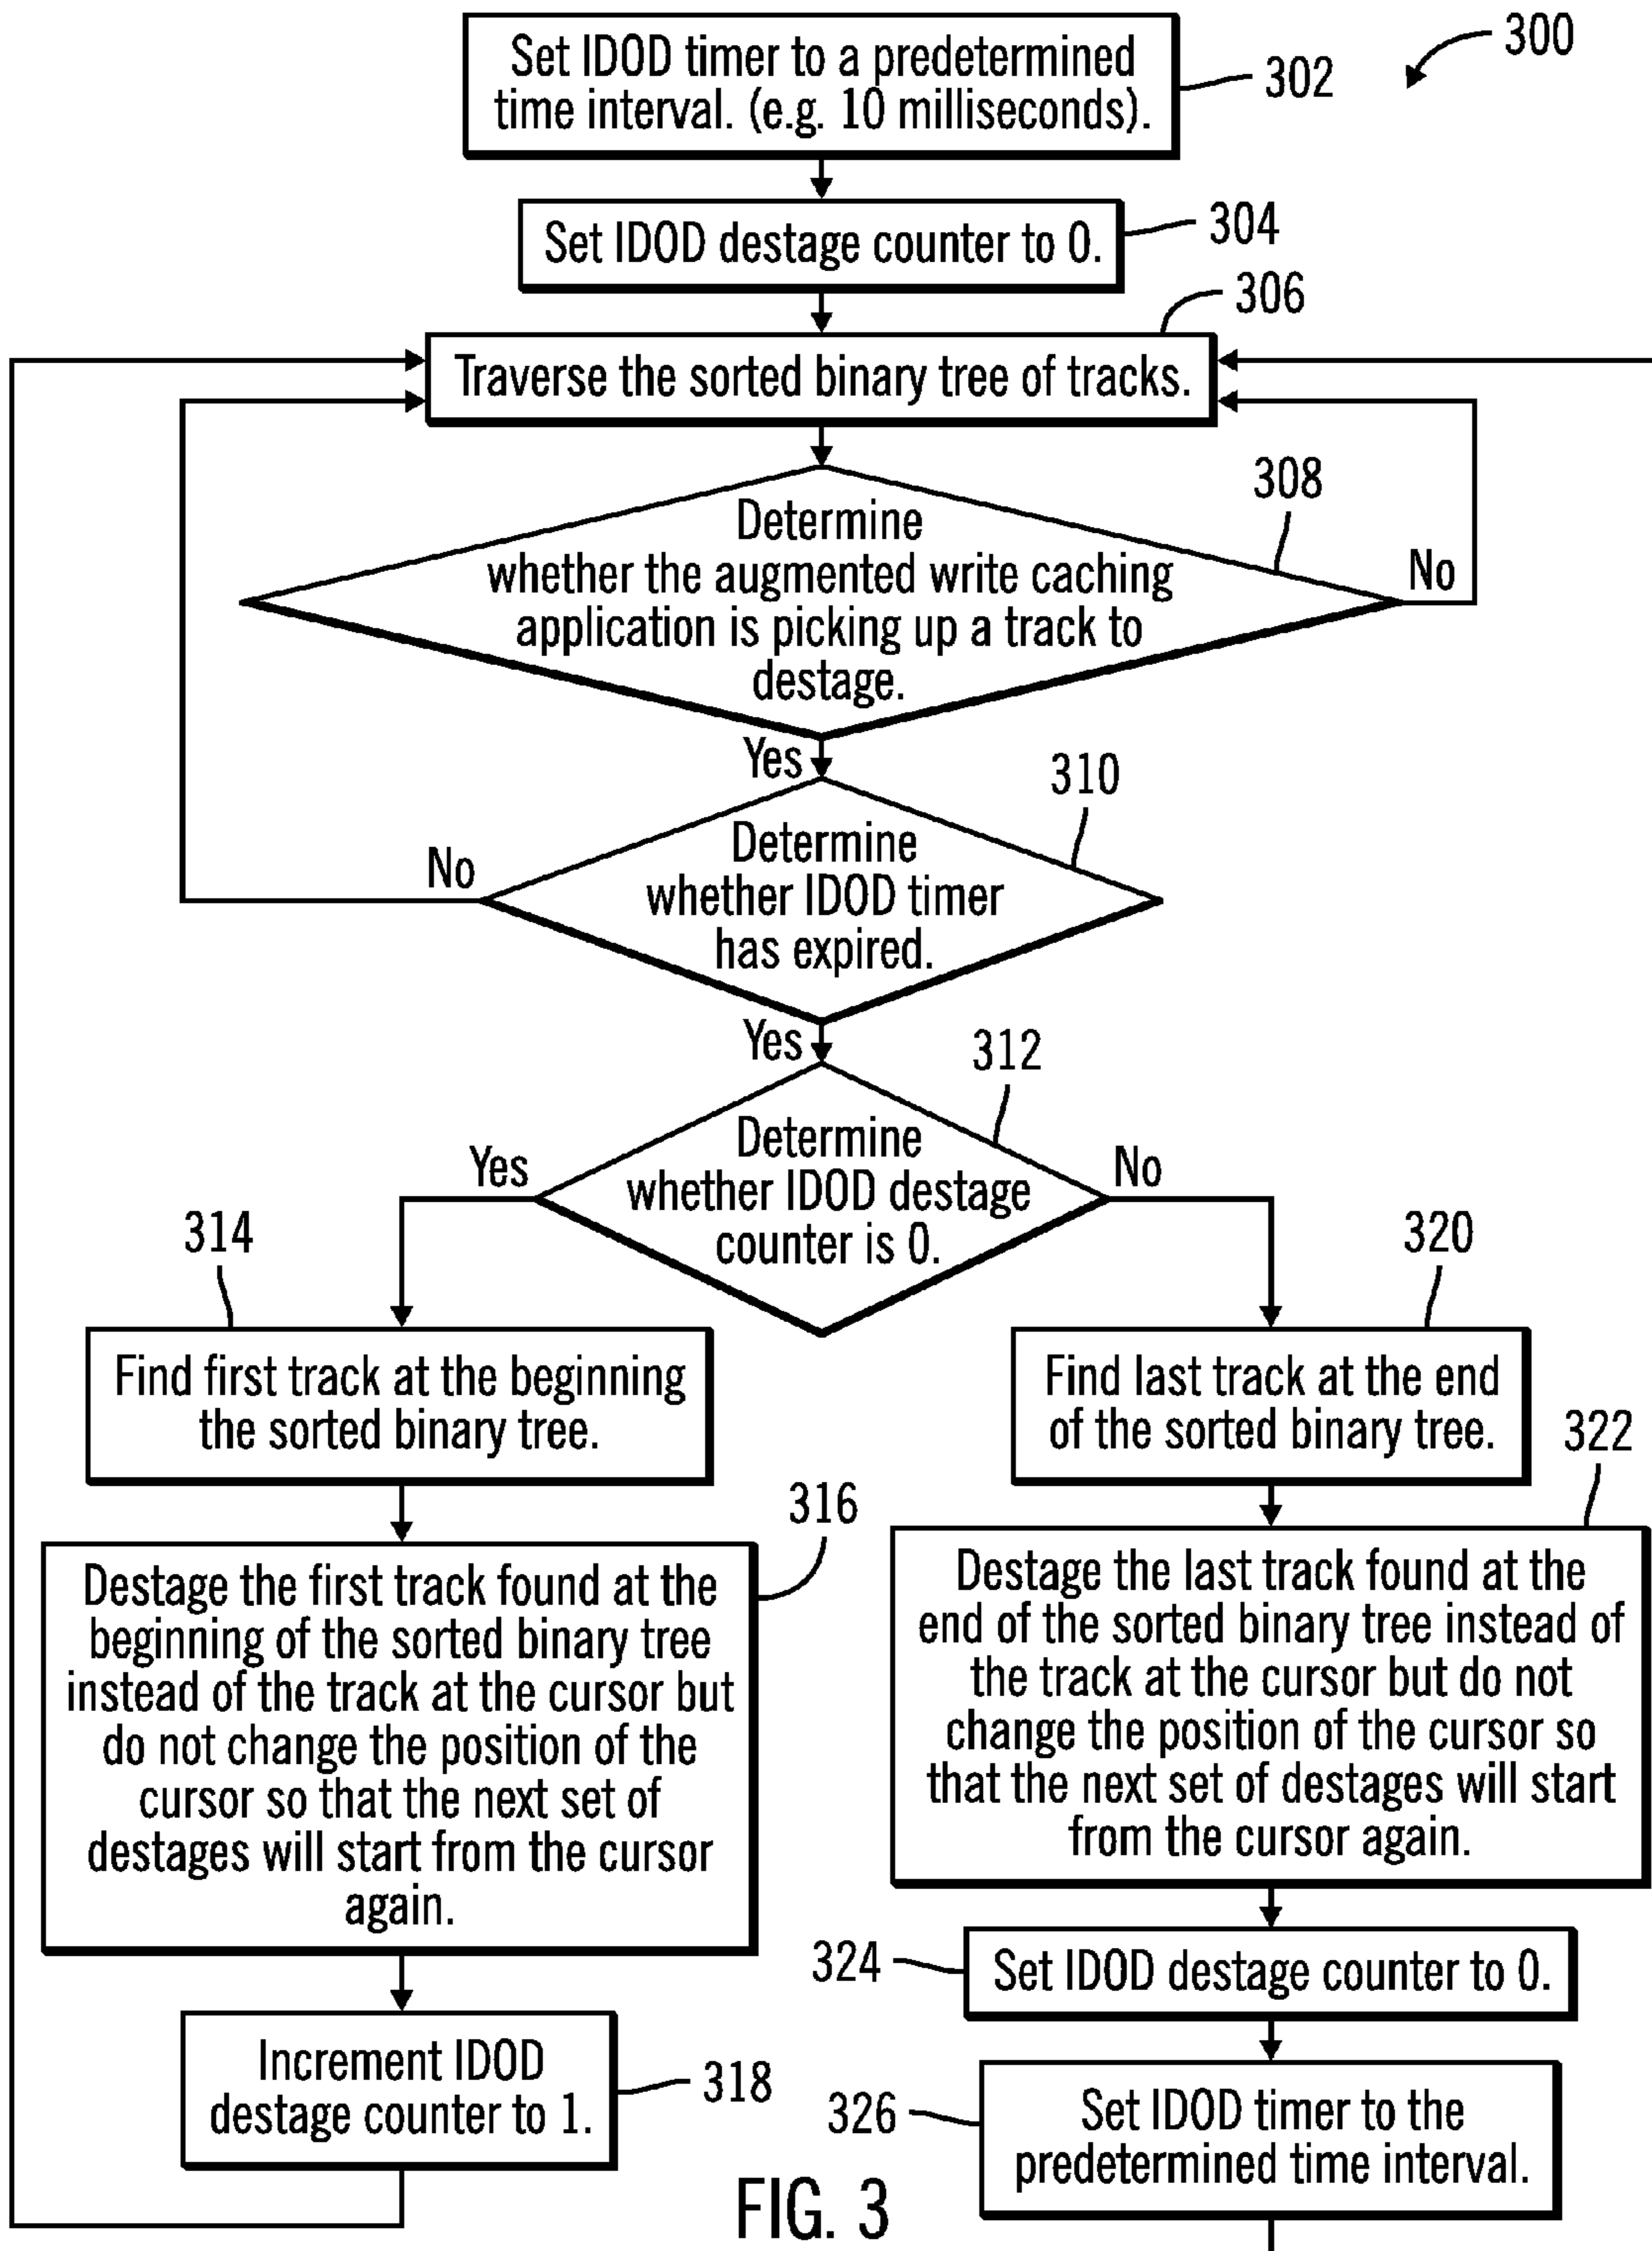 300
Set IDOD timer to a predetermined
time interval. (e.g. 10 milliseconds).
302
Set IDOD destage counter to 0.
304
306
Traverse the sorted binary tree of tracks.
308
Determine
whether the augmented write caching
application is picking up a track to
destage.
No
Yes
310
Determine
whether IDOD timer
has expired.
No
Yes
312
Determine
whether IDOD destage
counter is 0.
Yes
No
314
Find first track at the beginning
the sorted binary tree.
316
Destage the first track found at the
beginning of the sorted binary tree
instead of the track at the cursor but
do not change the position of the
cursor so that the next set of
destages will start from the cursor
again.
Increment IDOD
destage counter to 1.
318
320
Find last track at the end
of the sorted binary tree.
322
Destage the last track found at the
end of the sorted binary tree instead of
the track at the cursor but do not
change the position of the cursor so
that the next set of destages will start
from the cursor again.
324
Set IDOD destage counter to 0.
326
Set IDOD timer to the
predetermined time interval.
FIG. 3